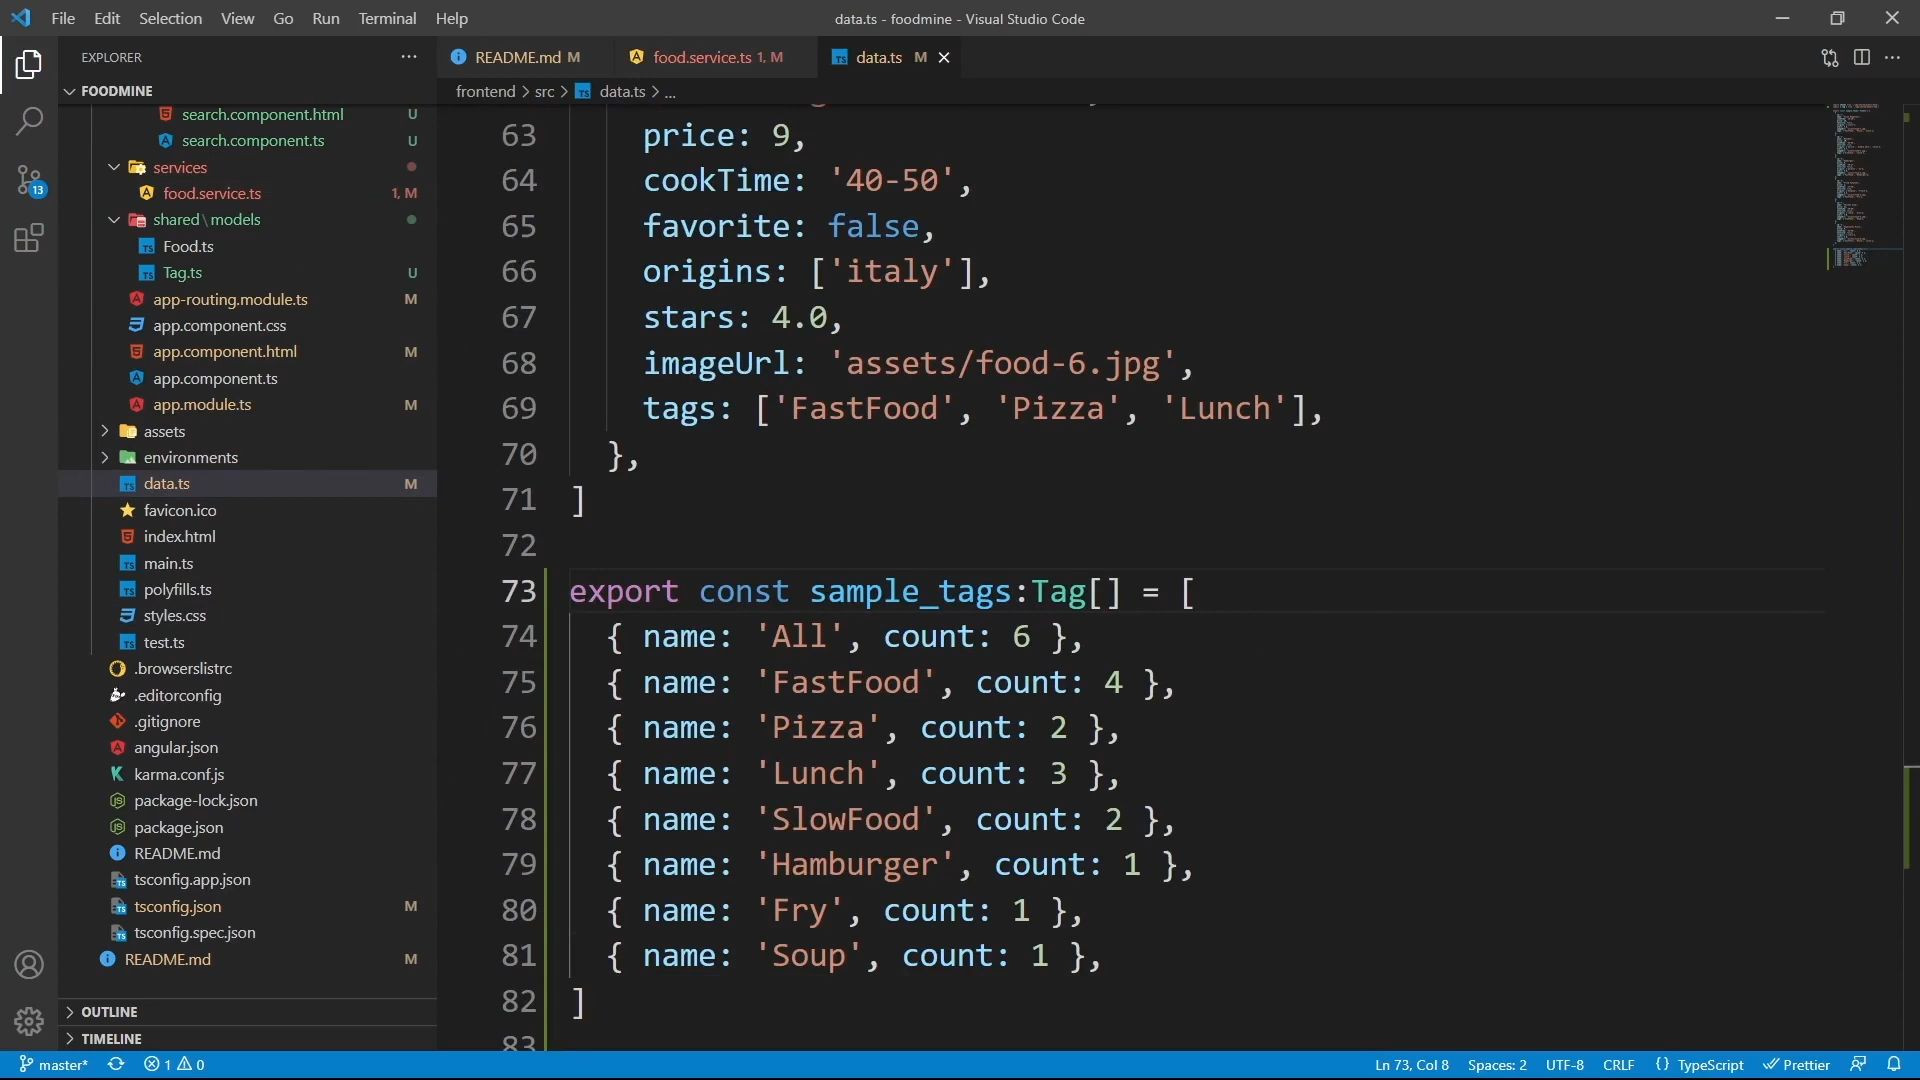 File Edit Selection View Go Run Terminal Help
data.ts - foodmine - Visual Studio Code
EXPLORER
README.md M
food.service.ts 1, M
data.ts M
FOODMINE
frontend > src > data.ts > ...
search.component.html U
search.component.ts U
services
food.service.ts 1, M
shared\models
Food.ts
Tag.ts U
app-routing.module.ts M
app.component.css
app.component.html M
app.component.ts
app.module.ts M
assets
environments
data.ts M
favicon.ico
index.html
main.ts
polyfills.ts
styles.css
test.ts
.browserslistrc
.editorconfig
.gitignore
angular.json
karma.conf.js
package-lock.json
package.json
README.md
tsconfig.app.json
tsconfig.json M
tsconfig.spec.json
README.md M
OUTLINE
TIMELINE
13
63 price: 9,
64 cookTime: '40-50',
65 favorite: false,
66 origins: ['italy'],
67 stars: 4.0,
68 imageUrl: 'assets/food-6.jpg',
69 tags: ['FastFood', 'Pizza', 'Lunch'],
70 },
71 ]
72
73 export const sample_tags:Tag[] = [
74 { name: 'All', count: 6 },
75 { name: 'FastFood', count: 4 },
76 { name: 'Pizza', count: 2 },
77 { name: 'Lunch', count: 3 },
78 { name: 'SlowFood', count: 2 },
79 { name: 'Hamburger', count: 1 },
80 { name: 'Fry', count: 1 },
81 { name: 'Soup', count: 1 },
82 ]
83
master* 1 0 Ln 73, Col 8 Spaces: 2 UTF-8 CRLF {} TypeScript Prettier